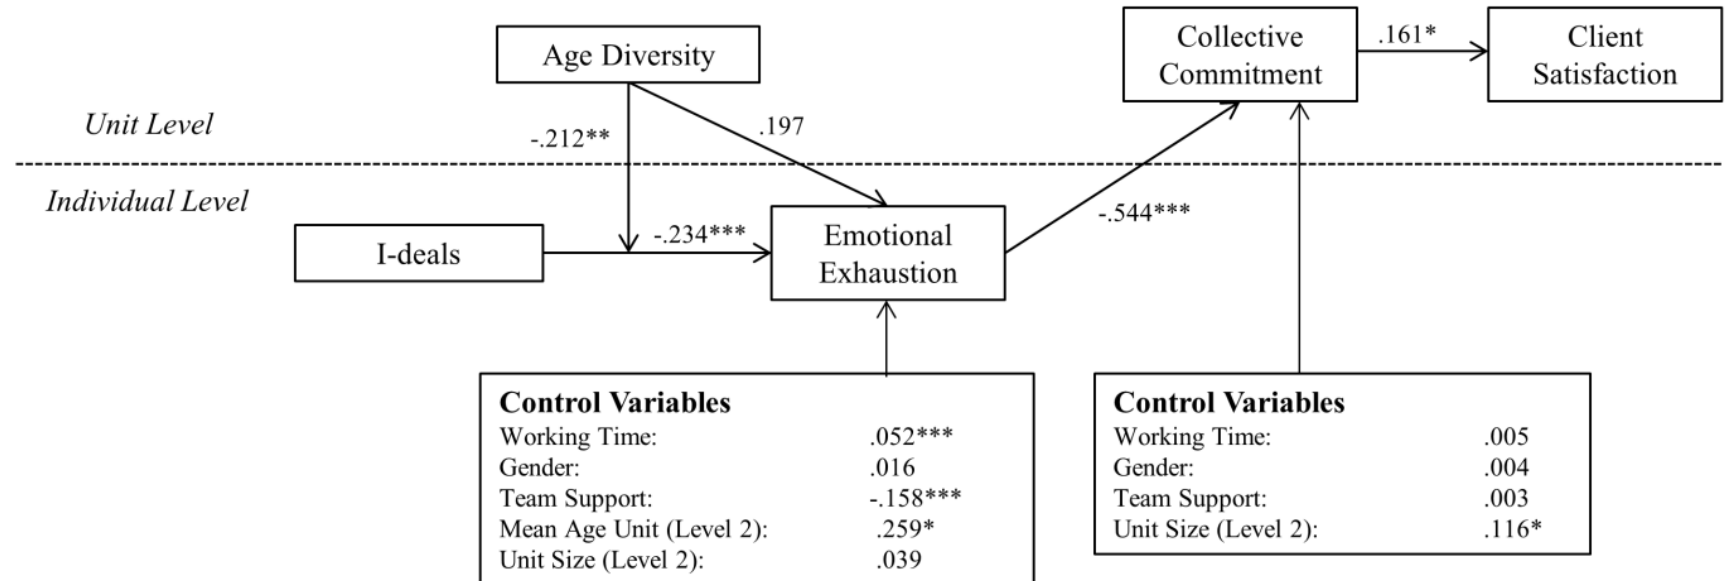 Age Diversity
Collective
Commitment
.161*
Client
Satisfaction
Unit Level
-.212**
.197
Individual Level
I-deals
-.234***
Emotional
Exhaustion
-.544***
Control Variables
Working Time: .052***
Gender: .016
Team Support: -.158***
Mean Age Unit (Level 2): .259*
Unit Size (Level 2): .039
Control Variables
Working Time: .005
Gender: .004
Team Support: .003
Unit Size (Level 2): .116*